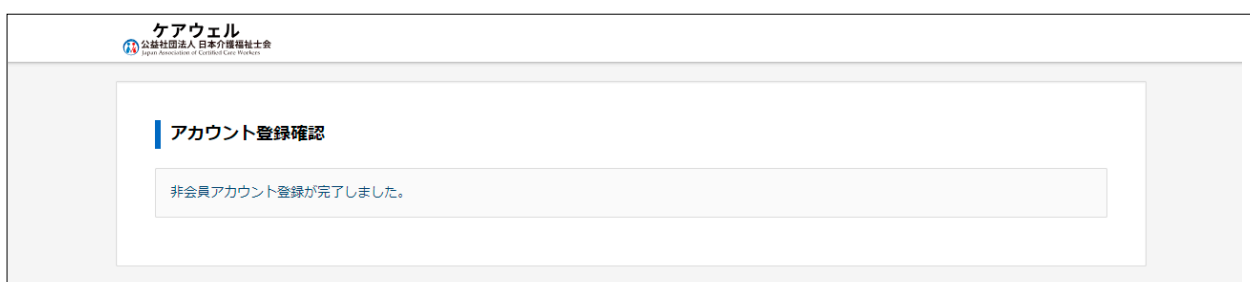 ケアウェル
公益社団法人 日本介護福祉士会
Japan Association of Certified Care Workers
アカウント登録確認
非会員アカウント登録が完了しました。